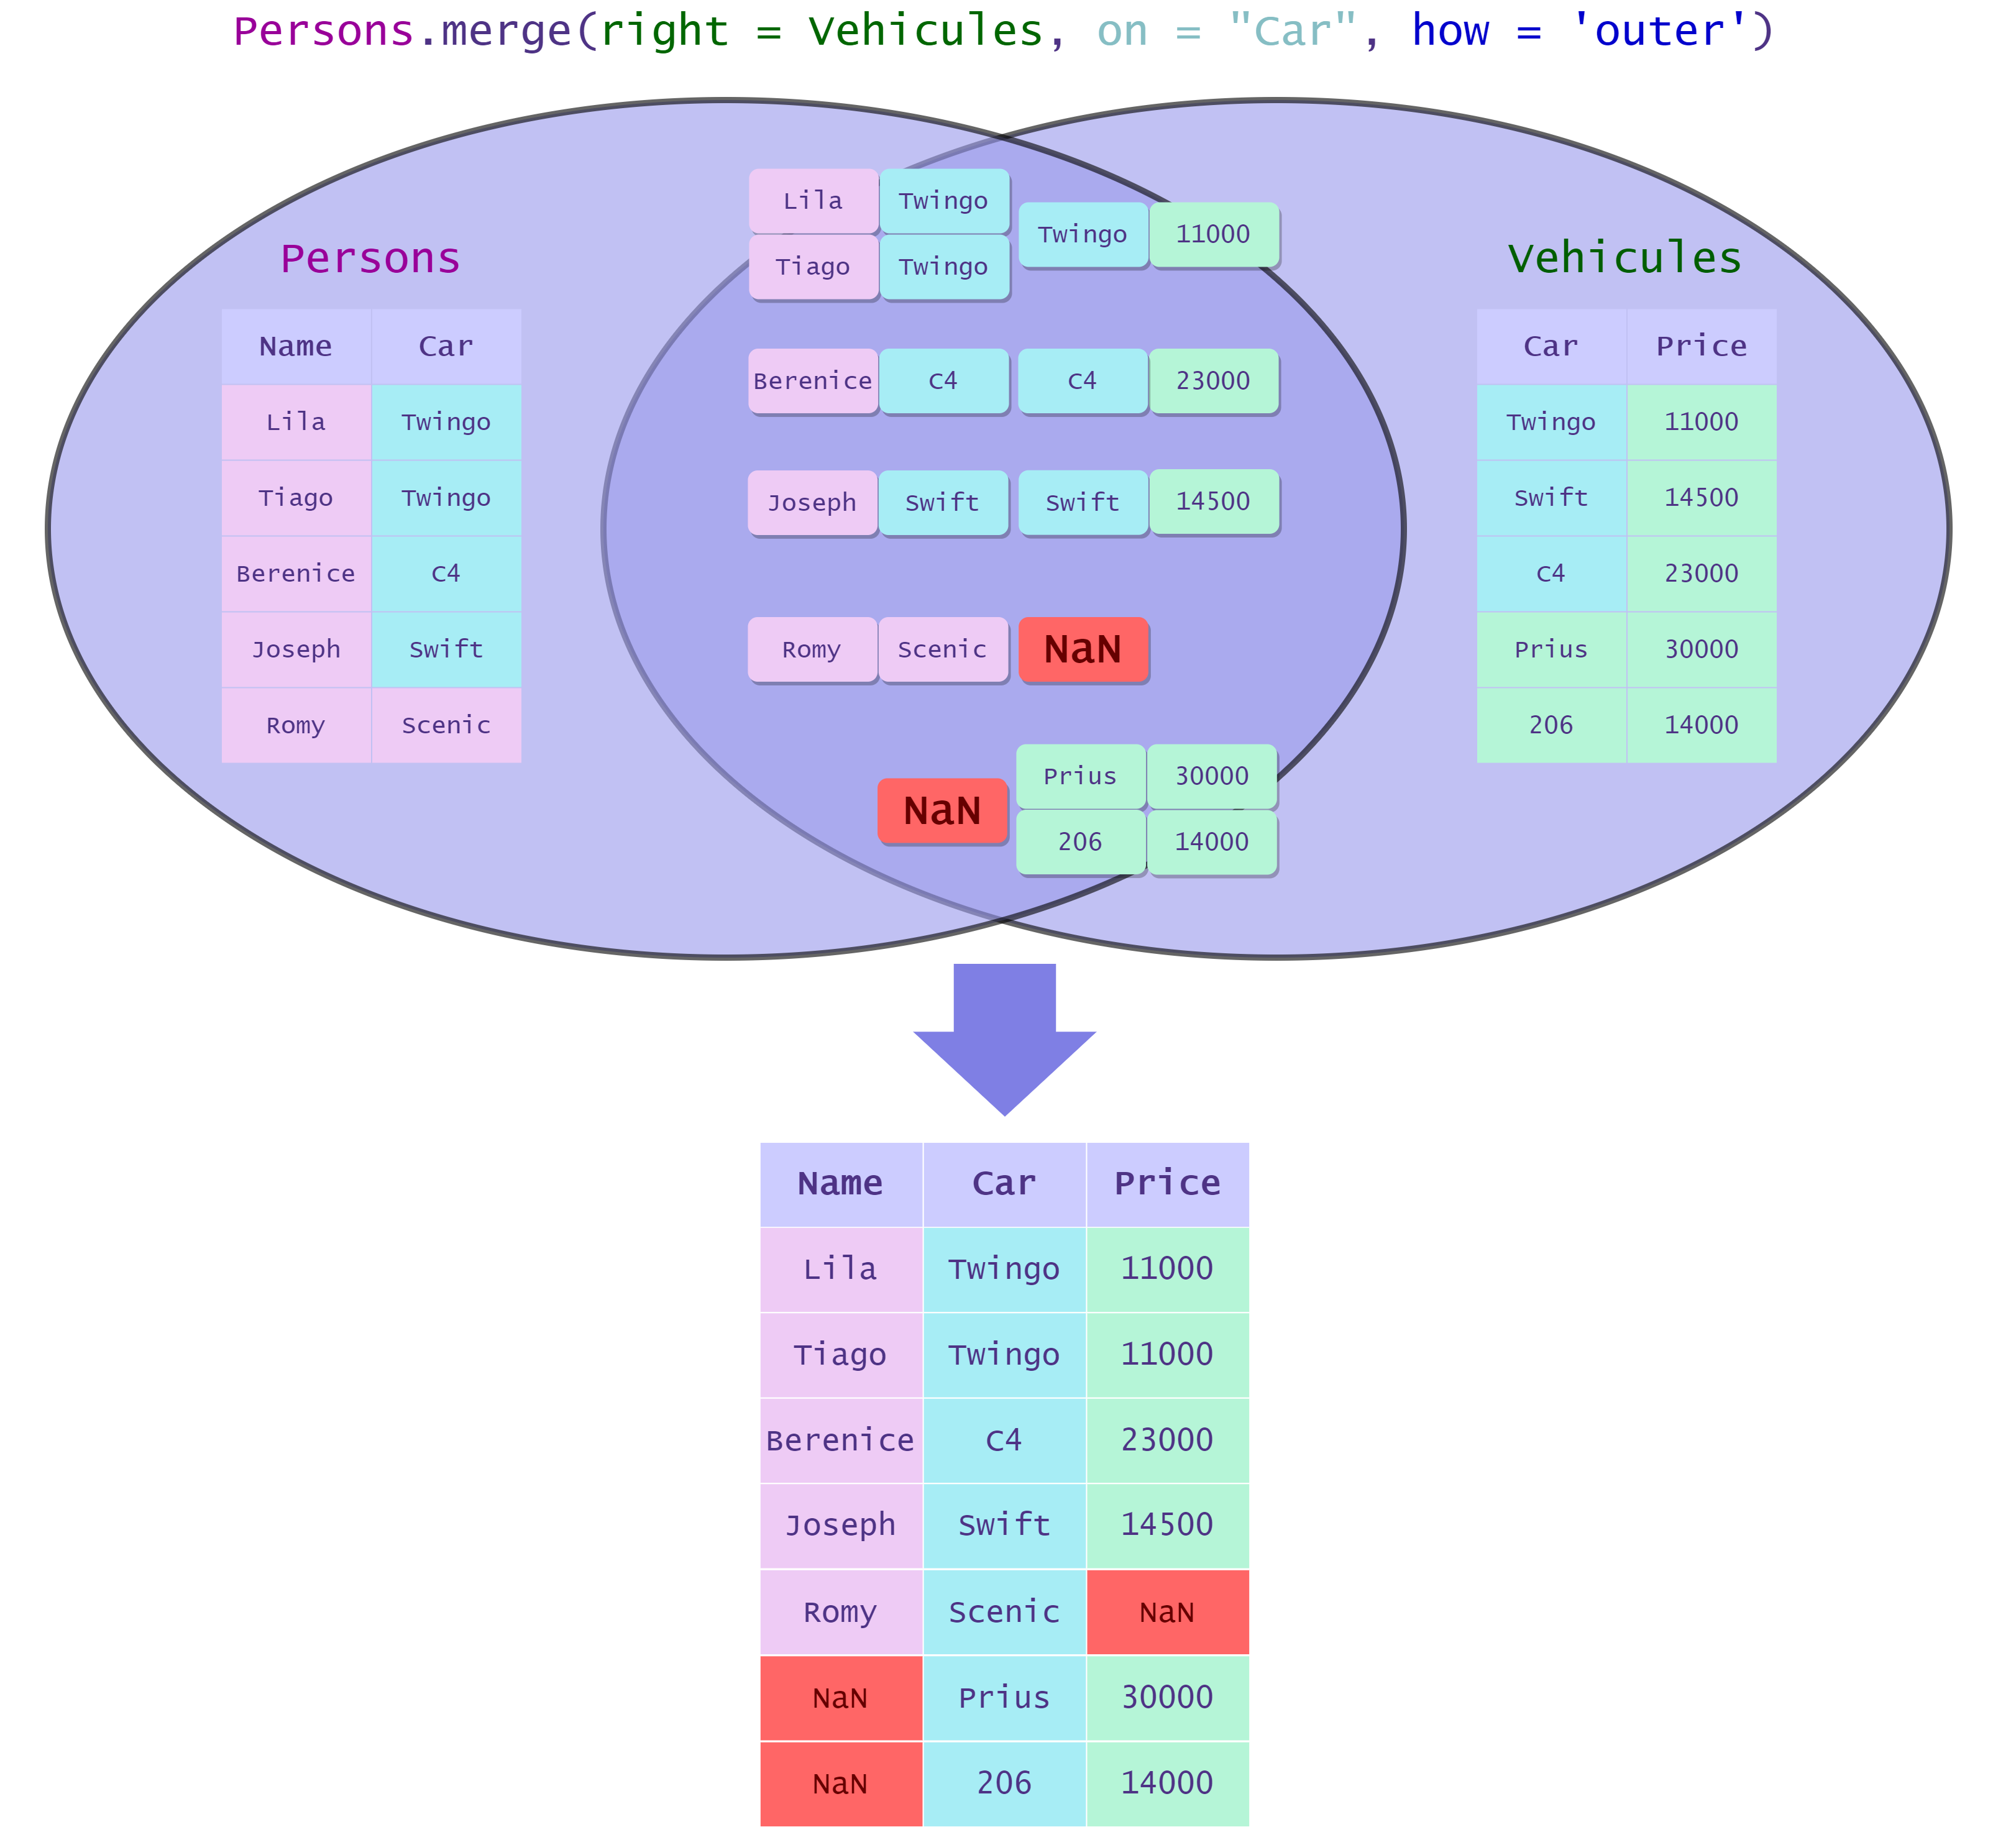 Persons.merge(right = Vehicules, on = "Car", how = 'outer')
Persons
Name Car
Lila Twingo
Tiago Twingo
Berenice C4
Joseph Swift
Romy Scenic
Lila Twingo
Tiago Twingo
Twingo 11000
Berenice C4 C4 23000
Joseph Swift Swift 14500
Romy Scenic NaN
NaN
Prius 30000
206 14000
Vehicules
Car Price
Twingo 11000
Swift 14500
C4 23000
Prius 30000
206 14000
Name Car Price
Lila Twingo 11000
Tiago Twingo 11000
Berenice C4 23000
Joseph Swift 14500
Romy Scenic NaN
NaN Prius 30000
NaN 206 14000